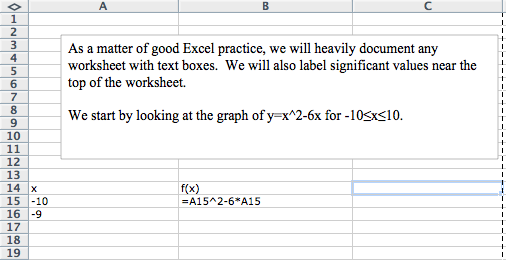 A B C
1
2
3
4
5
6
7
8
9
10
11
12
13
As a matter of good Excel practice, we will heavily document any
worksheet with text boxes.  We will also label significant values near the
top of the worksheet.
We start by looking at the graph of y=x^2-6x for -10≤x≤10.
14 x f(x)
15 -10 =A15^2-6*A15
16 -9
17
18
19